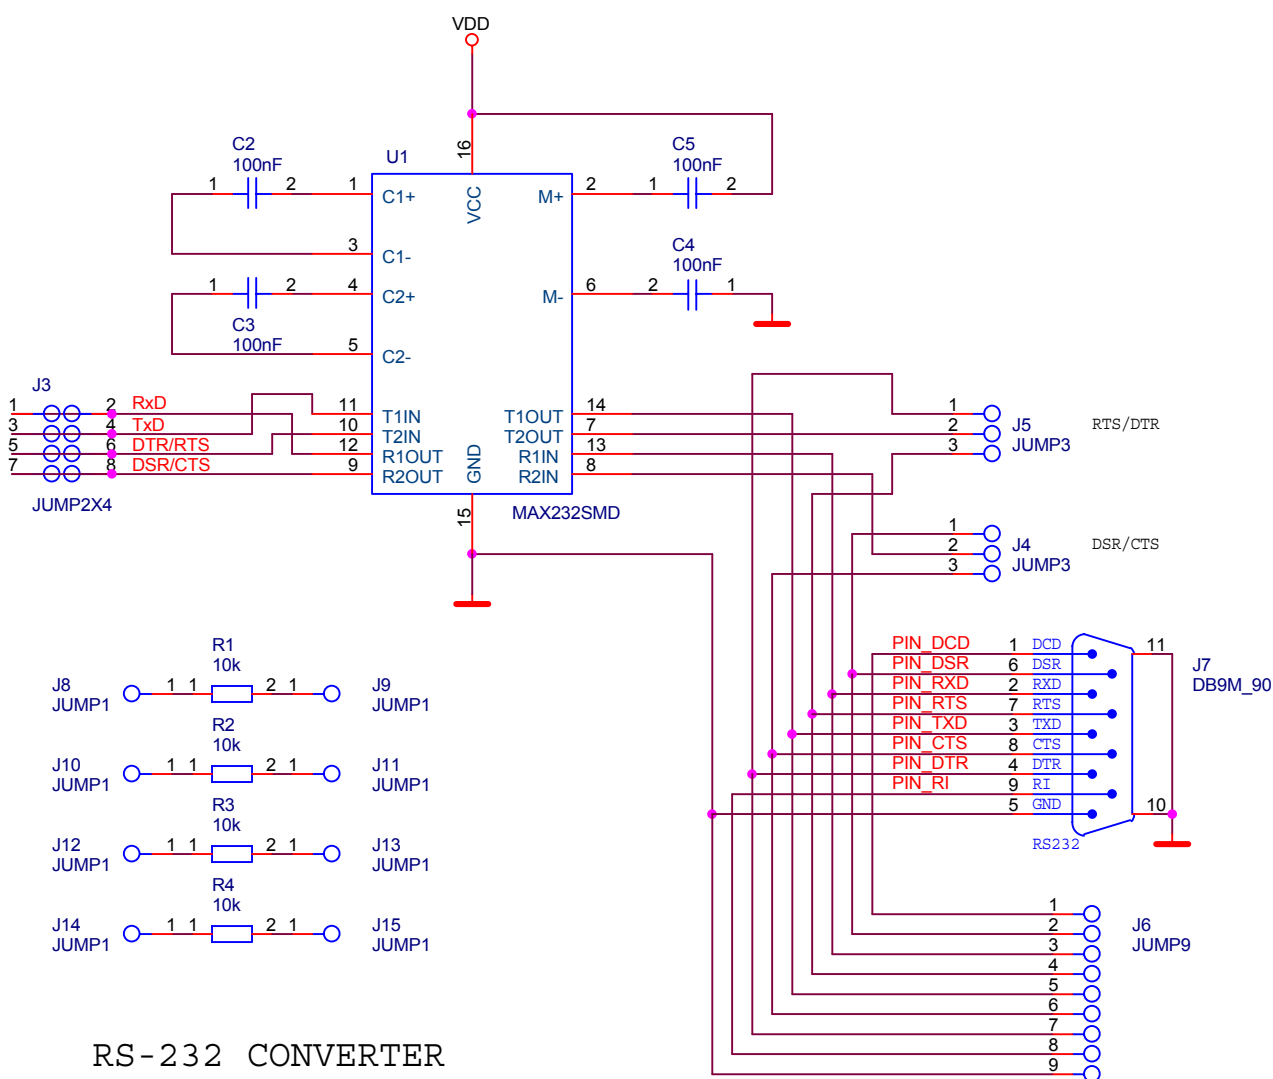 VDD
C2
100nF
C5
100nF
U1
16
1 2 1
C1+
VCC
M+
2 1 2
3
C1-
C4
100nF
1 2 4
C2+
M-
6 2 1
C3
100nF
5
C2-
J3
1 2 RxD
3 4 TxD
5 6 DTR/RTS
7 8 DSR/CTS
JUMP2X4
11 T1IN T1OUT 14
10 T2IN T2OUT 7
12 R1OUT R1IN 13
9 R2OUT R2IN 8
GND
15
MAX232SMD
1
2
3
J5
JUMP3
RTS/DTR
1
2
3
J4
JUMP3
DSR/CTS
PIN_DCD 1 DCD
PIN_DSR 6 DSR
PIN_RXD 2 RXD
PIN_RTS 7 RTS
PIN_TXD 3 TXD
PIN_CTS 8 CTS
PIN_DTR 4 DTR
PIN_RI 9 RI
5 GND
RS232
11
10
J7
DB9M_90
R1
10k
J8
JUMP1
1 1 2 1
J9
JUMP1
R2
10k
J10
JUMP1
1 1 2 1
J11
JUMP1
R3
10k
J12
JUMP1
1 1 2 1
J13
JUMP1
R4
10k
J14
JUMP1
1 1 2 1
J15
JUMP1
1
2
3
4
5
6
7
8
9
J6
JUMP9
RS-232 CONVERTER